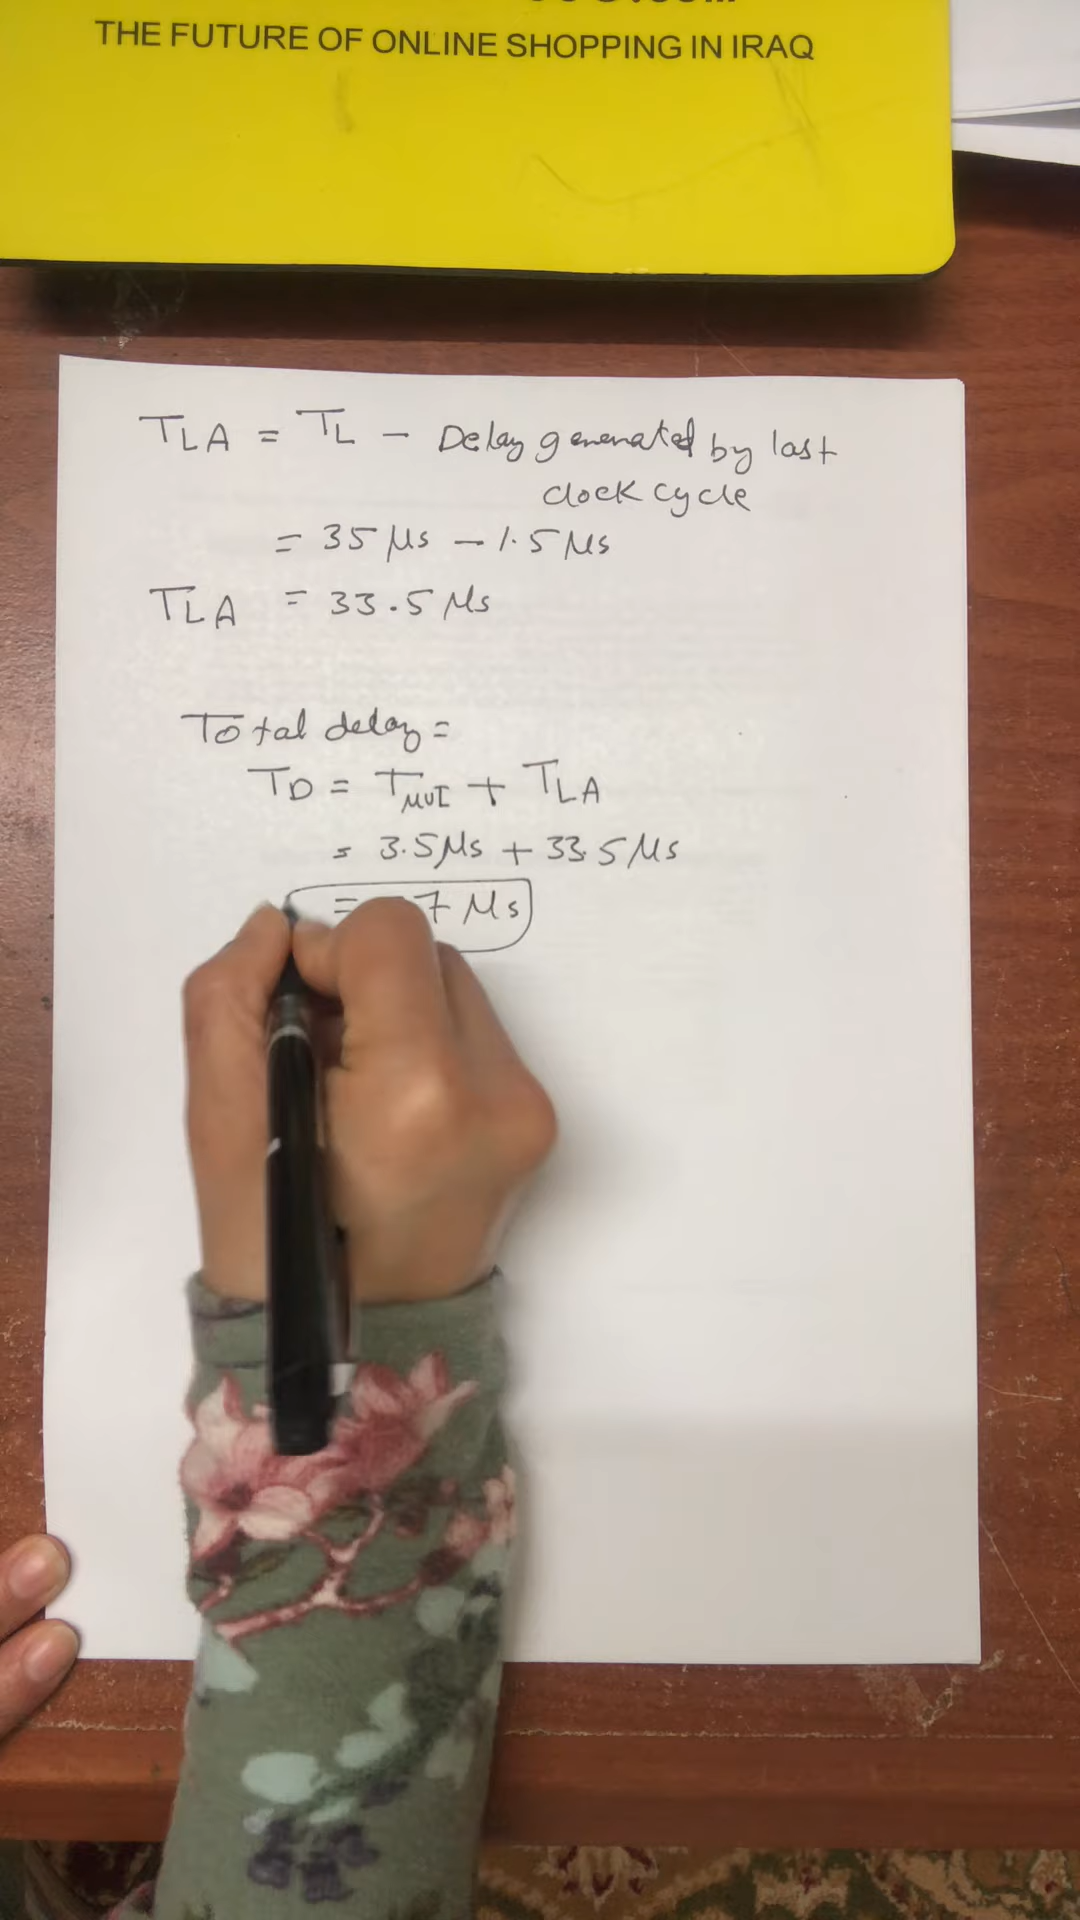 THE FUTURE OF ONLINE SHOPPING IN IRAQ
TLA = TL - Delay generated by last
clock cycle
= 35 μs - 1.5 μs
TLA = 33.5 μs
Total delay =
TD = TMVI + TLA
= 3.5 μs + 33.5 μs
= 7 μs